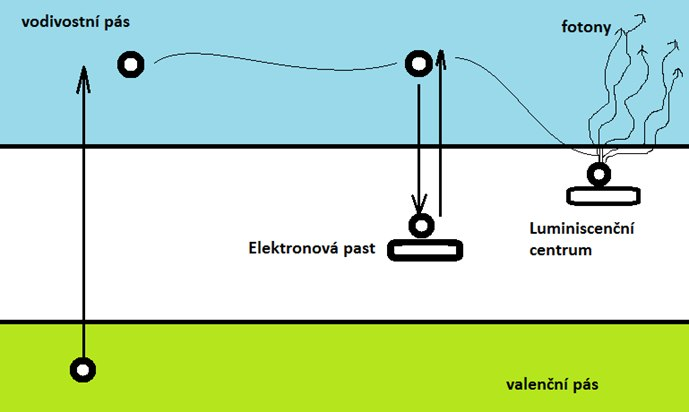 vodivostní pás
fotony
Elektronová past
Luminiscenční
centrum
valenční pás